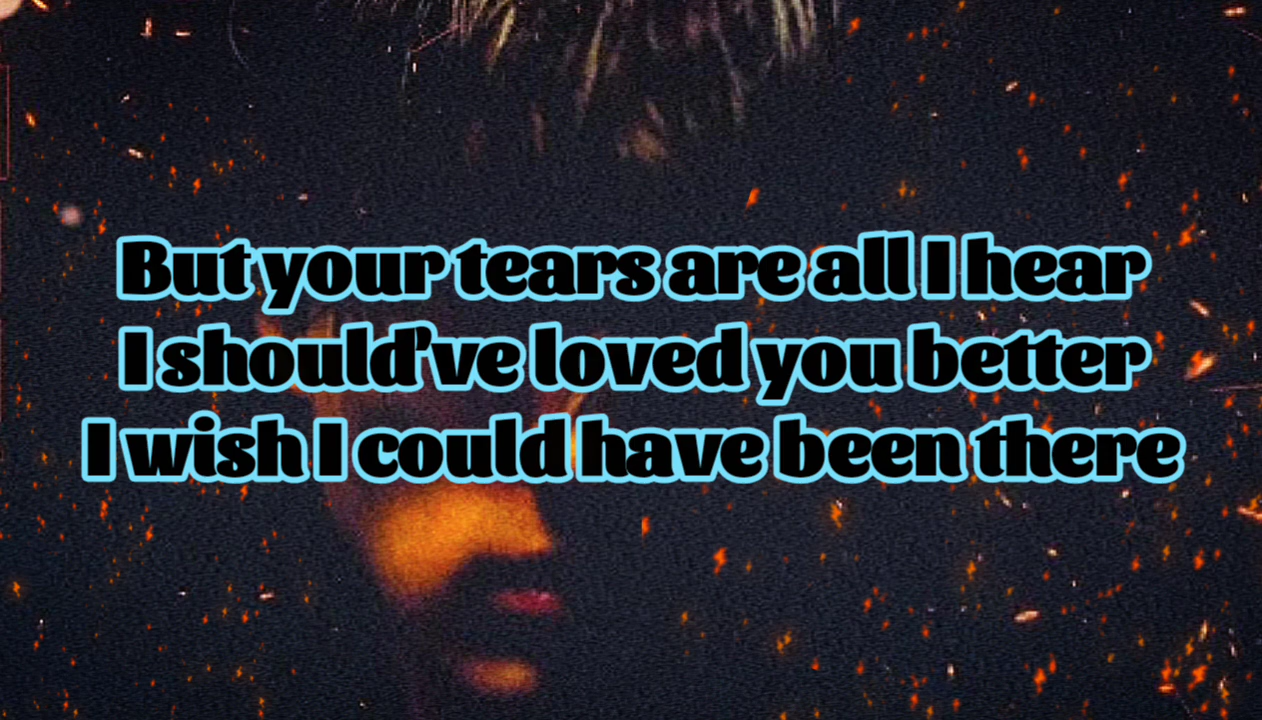 But your tears are all I hear
I should've loved you better
I wish I could have been there